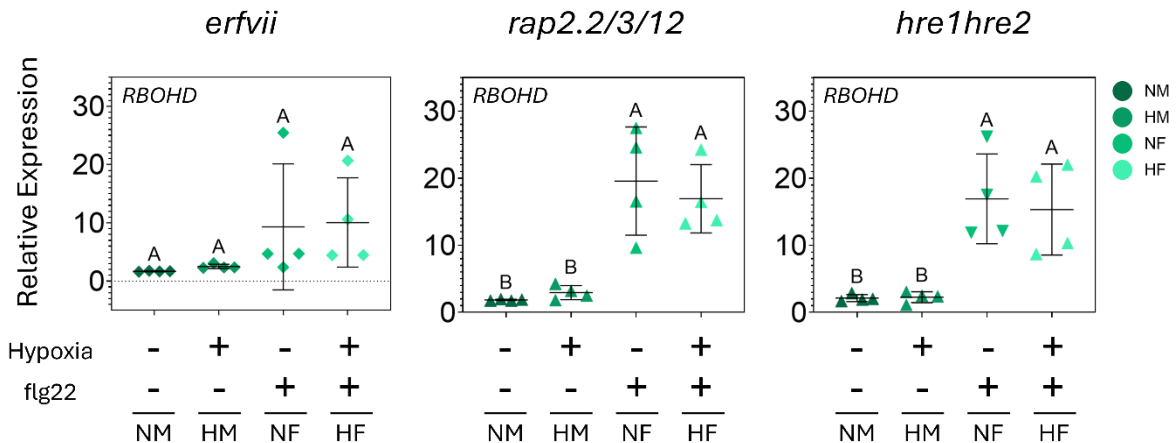 erfvii rap2.2/3/12 hre1hre2
Relative Expression
RBOHD
30
20
10
0
A A A A
RBOHD
30
20
10
0
B B A A
RBOHD
30
20
10
0
B B A A
NM
HM
NF
HF
Hypoxia - + - + - + - + - + - +
flg22 - - + + - - + + - - + +
NM HM NF HF NM HM NF HF NM HM NF HF